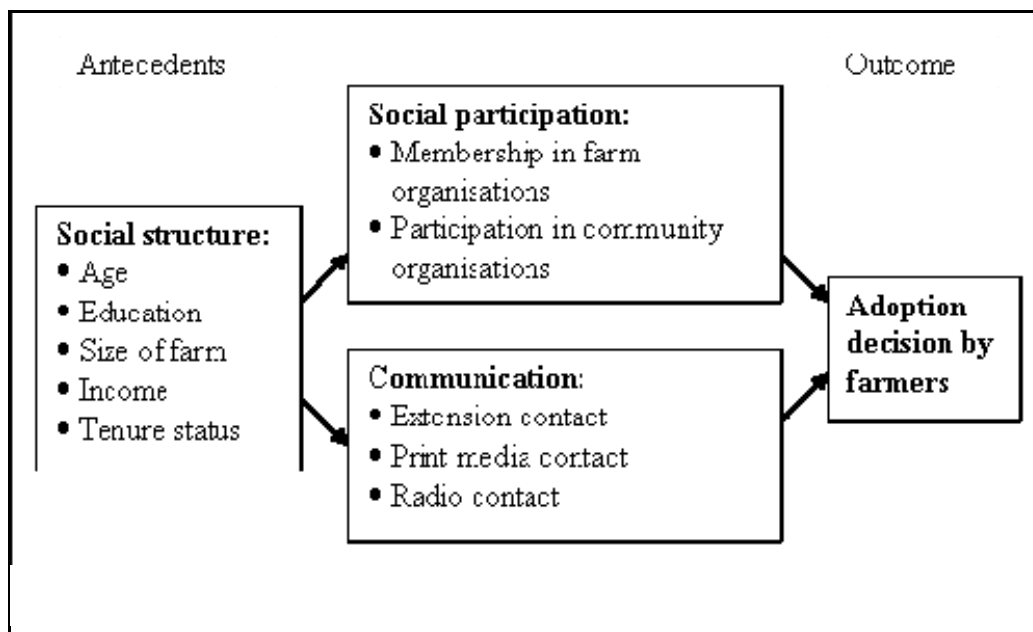 Antecedents
Outcome
Social structure:
• Age
• Education
• Size of farm
• Income
• Tenure status
Social participation:
• Membership in farm
organisations
• Participation in community
organisations
Communication:
• Extension contact
• Print media contact
• Radio contact
Adoption
decision by
farmers